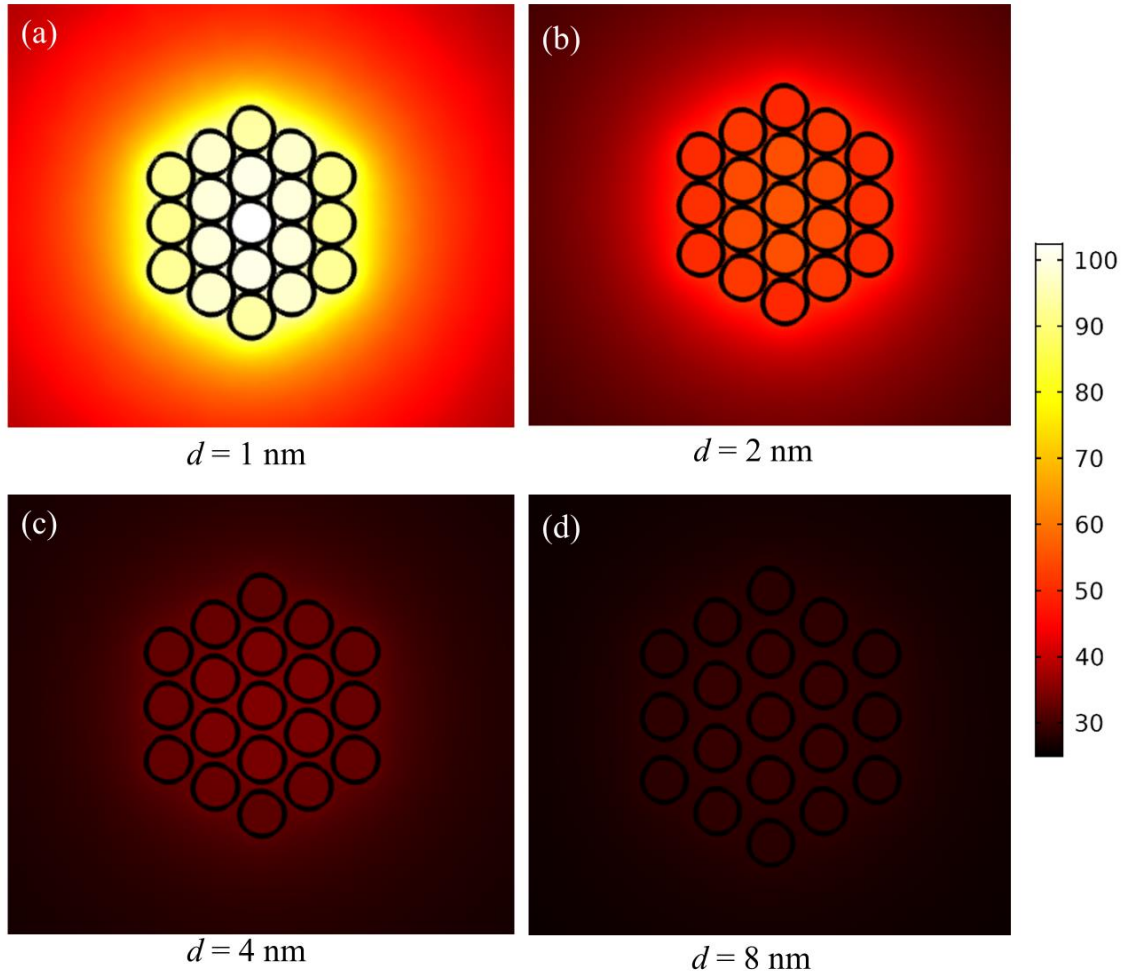 (a)
(b)
d = 1 nm
d = 2 nm
(c)
(d)
d = 4 nm
d = 8 nm
100
90
80
70
60
50
40
30